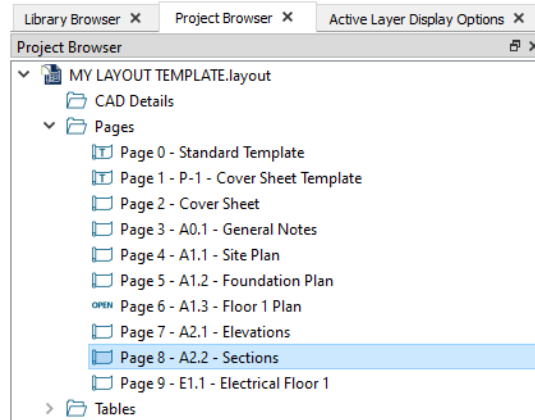 Library Browser ✕ Project Browser ✕ Active Layer Display Options ✕
Project Browser
MY LAYOUT TEMPLATE.layout
CAD Details
Pages
Page 0 - Standard Template
Page 1 - P-1 - Cover Sheet Template
Page 2 - Cover Sheet
Page 3 - A0.1 - General Notes
Page 4 - A1.1 - Site Plan
Page 5 - A1.2 - Foundation Plan
OPEN Page 6 - A1.3 - Floor 1 Plan
Page 7 - A2.1 - Elevations
Page 8 - A2.2 - Sections
Page 9 - E1.1 - Electrical Floor 1
Tables